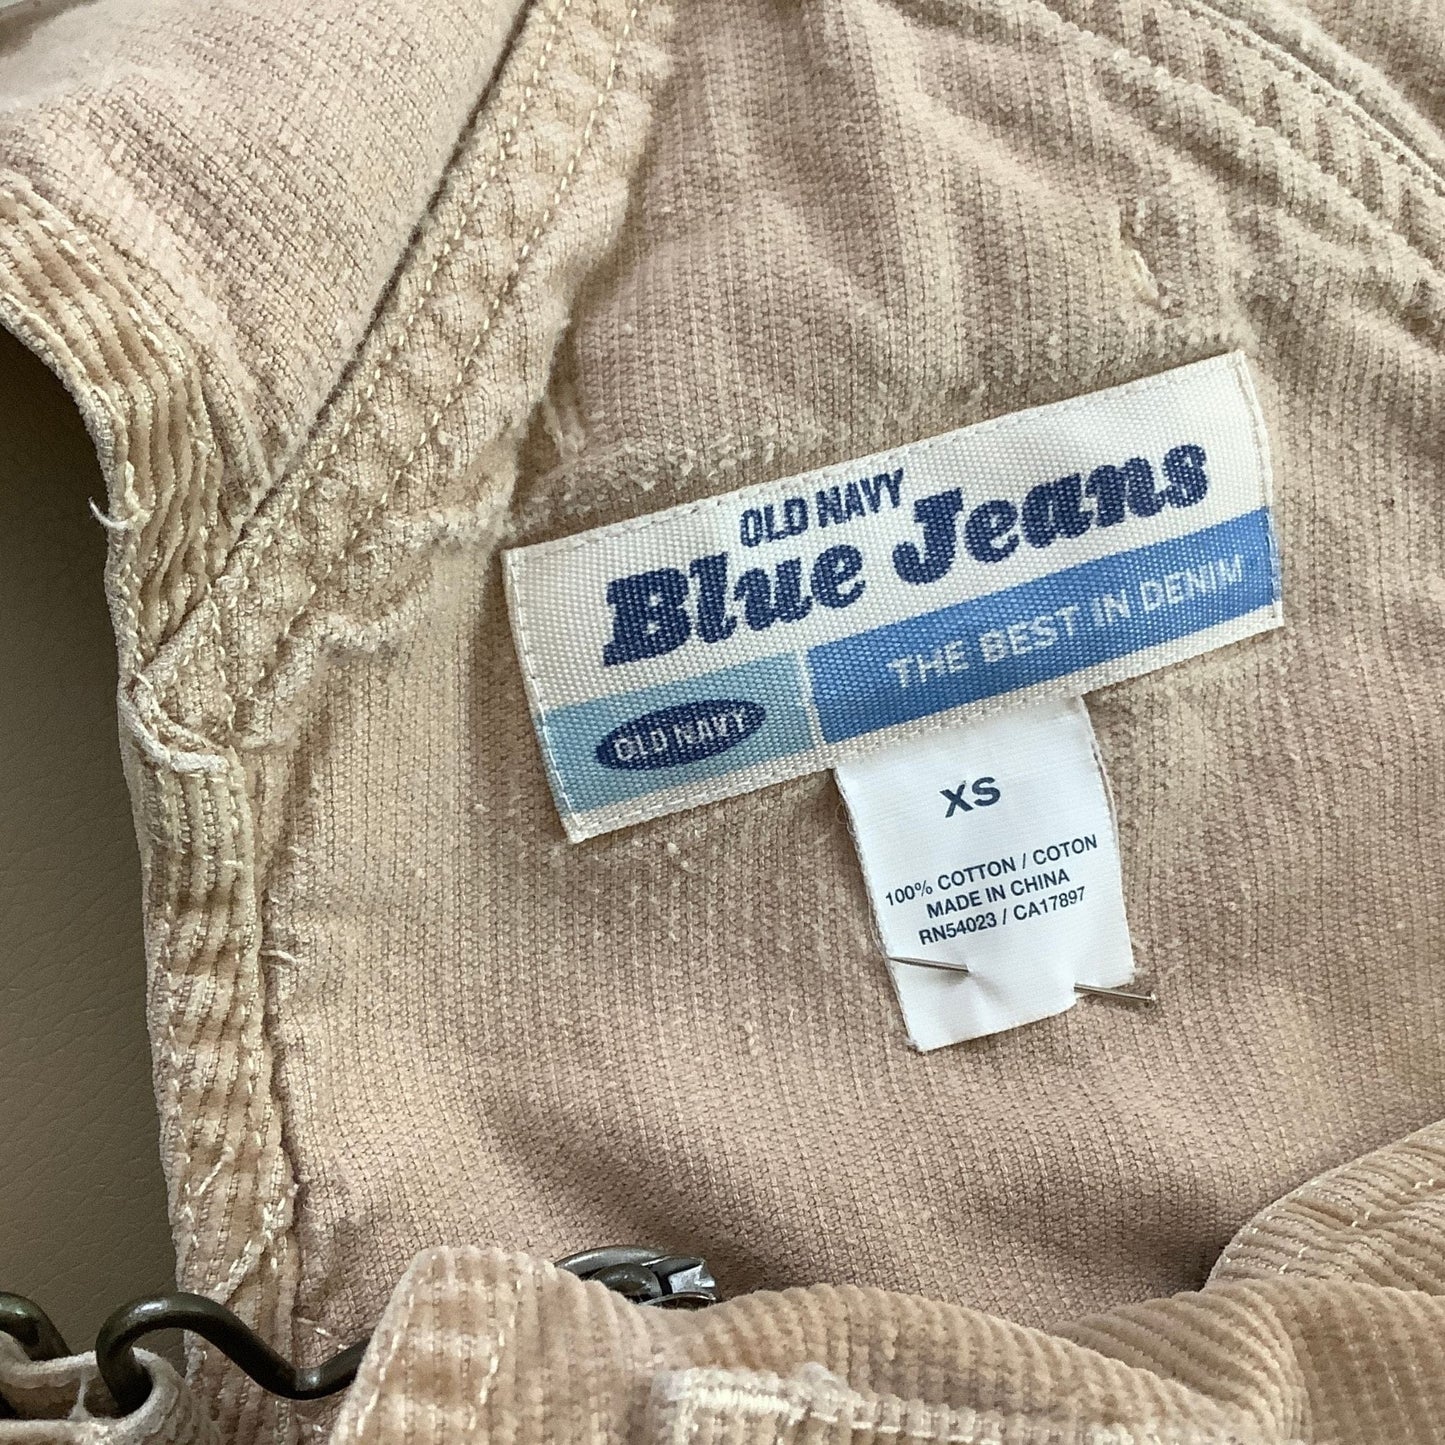 OLD NAVY
Blue Jeans
THE BEST IN DENIM
OLD NAVY
XS
100% COTTON / COTON
MADE IN CHINA
RN54023 / CA17897